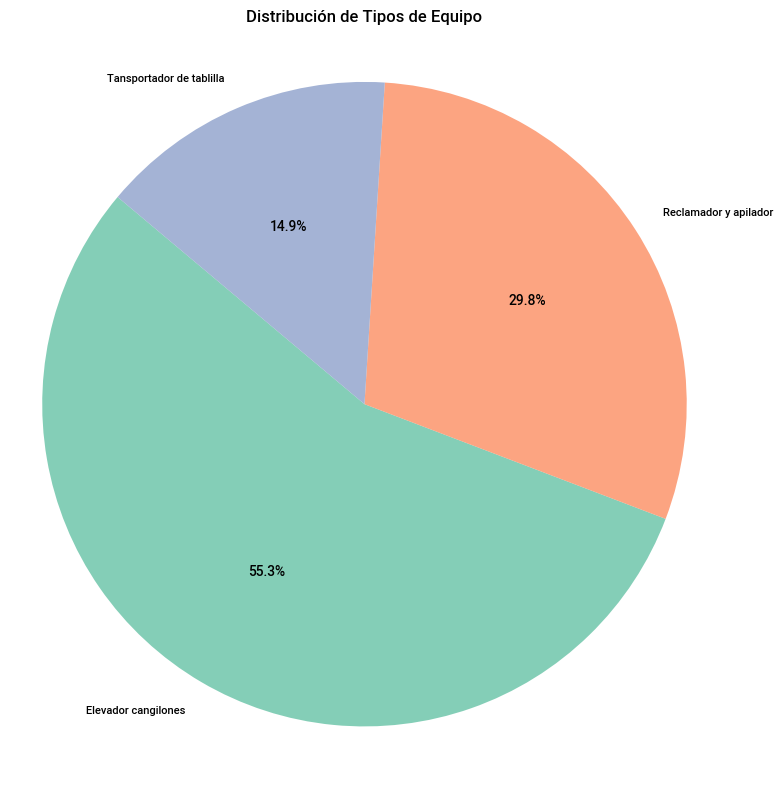 Distribución de Tipos de Equipo
Tansportador de tablilla
Reclamador y apilador
14.9%
29.8%
55.3%
Elevador cangilones